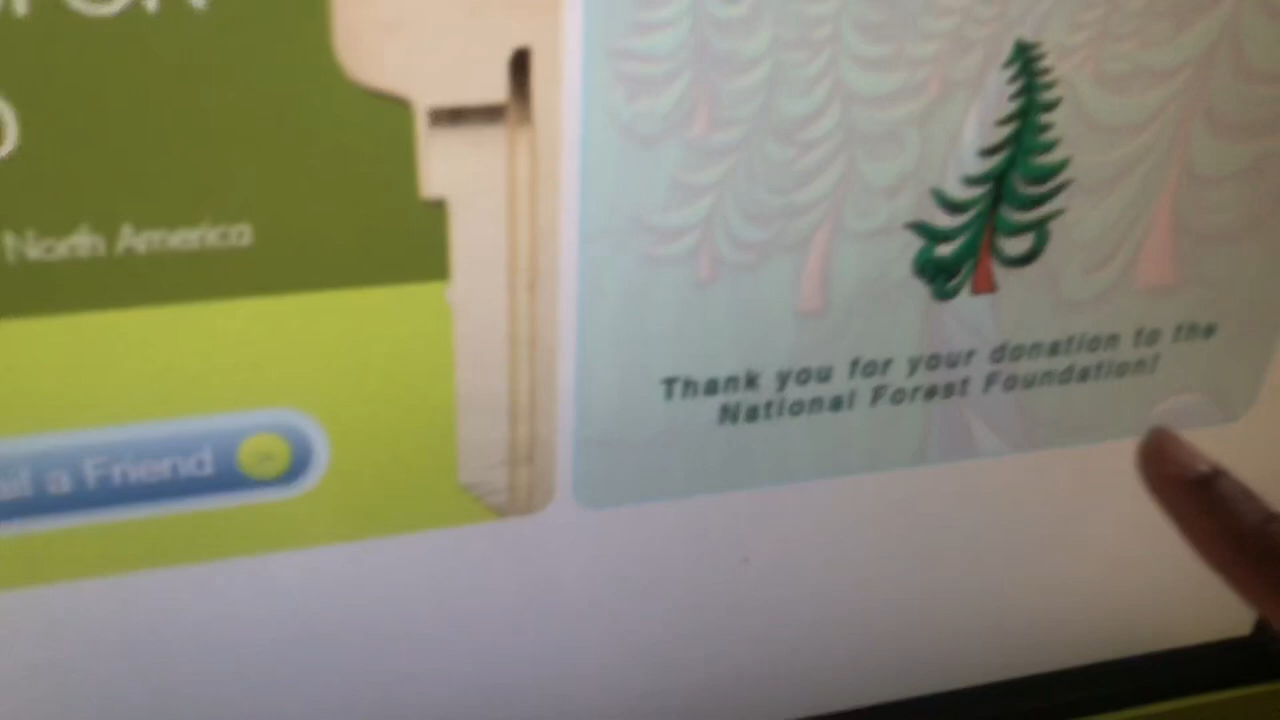 North America
a Friend
Thank you for your donation to the
National Forest Foundation!